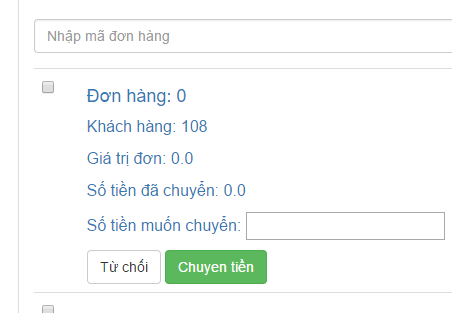 Nhập mã đơn hàng
Đơn hàng: 0
Khách hàng: 108
Giá trị đơn: 0.0
Số tiền đã chuyển: 0.0
Số tiền muốn chuyển:
Từ chối Chuyen tiền